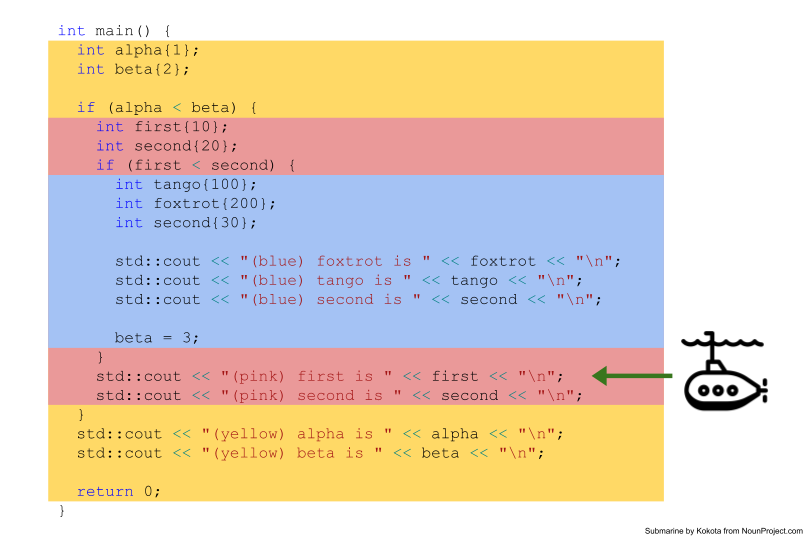 int main() {
  int alpha{1};
  int beta{2};

  if (alpha < beta) {
    int first{10};
    int second{20};
    if (first < second) {
      int tango{100};
      int foxtrot{200};
      int second{30};

      std::cout << "(blue) foxtrot is " << foxtrot << "\n";
      std::cout << "(blue) tango is " << tango << "\n";
      std::cout << "(blue) second is " << second << "\n";

      beta = 3;
    }
    std::cout << "(pink) first is " << first << "\n";
    std::cout << "(pink) second is " << second << "\n";
  }
  std::cout << "(yellow) alpha is " << alpha << "\n";
  std::cout << "(yellow) beta is " << beta << "\n";

  return 0;
}
Submarine by Kokota from NounProject.com